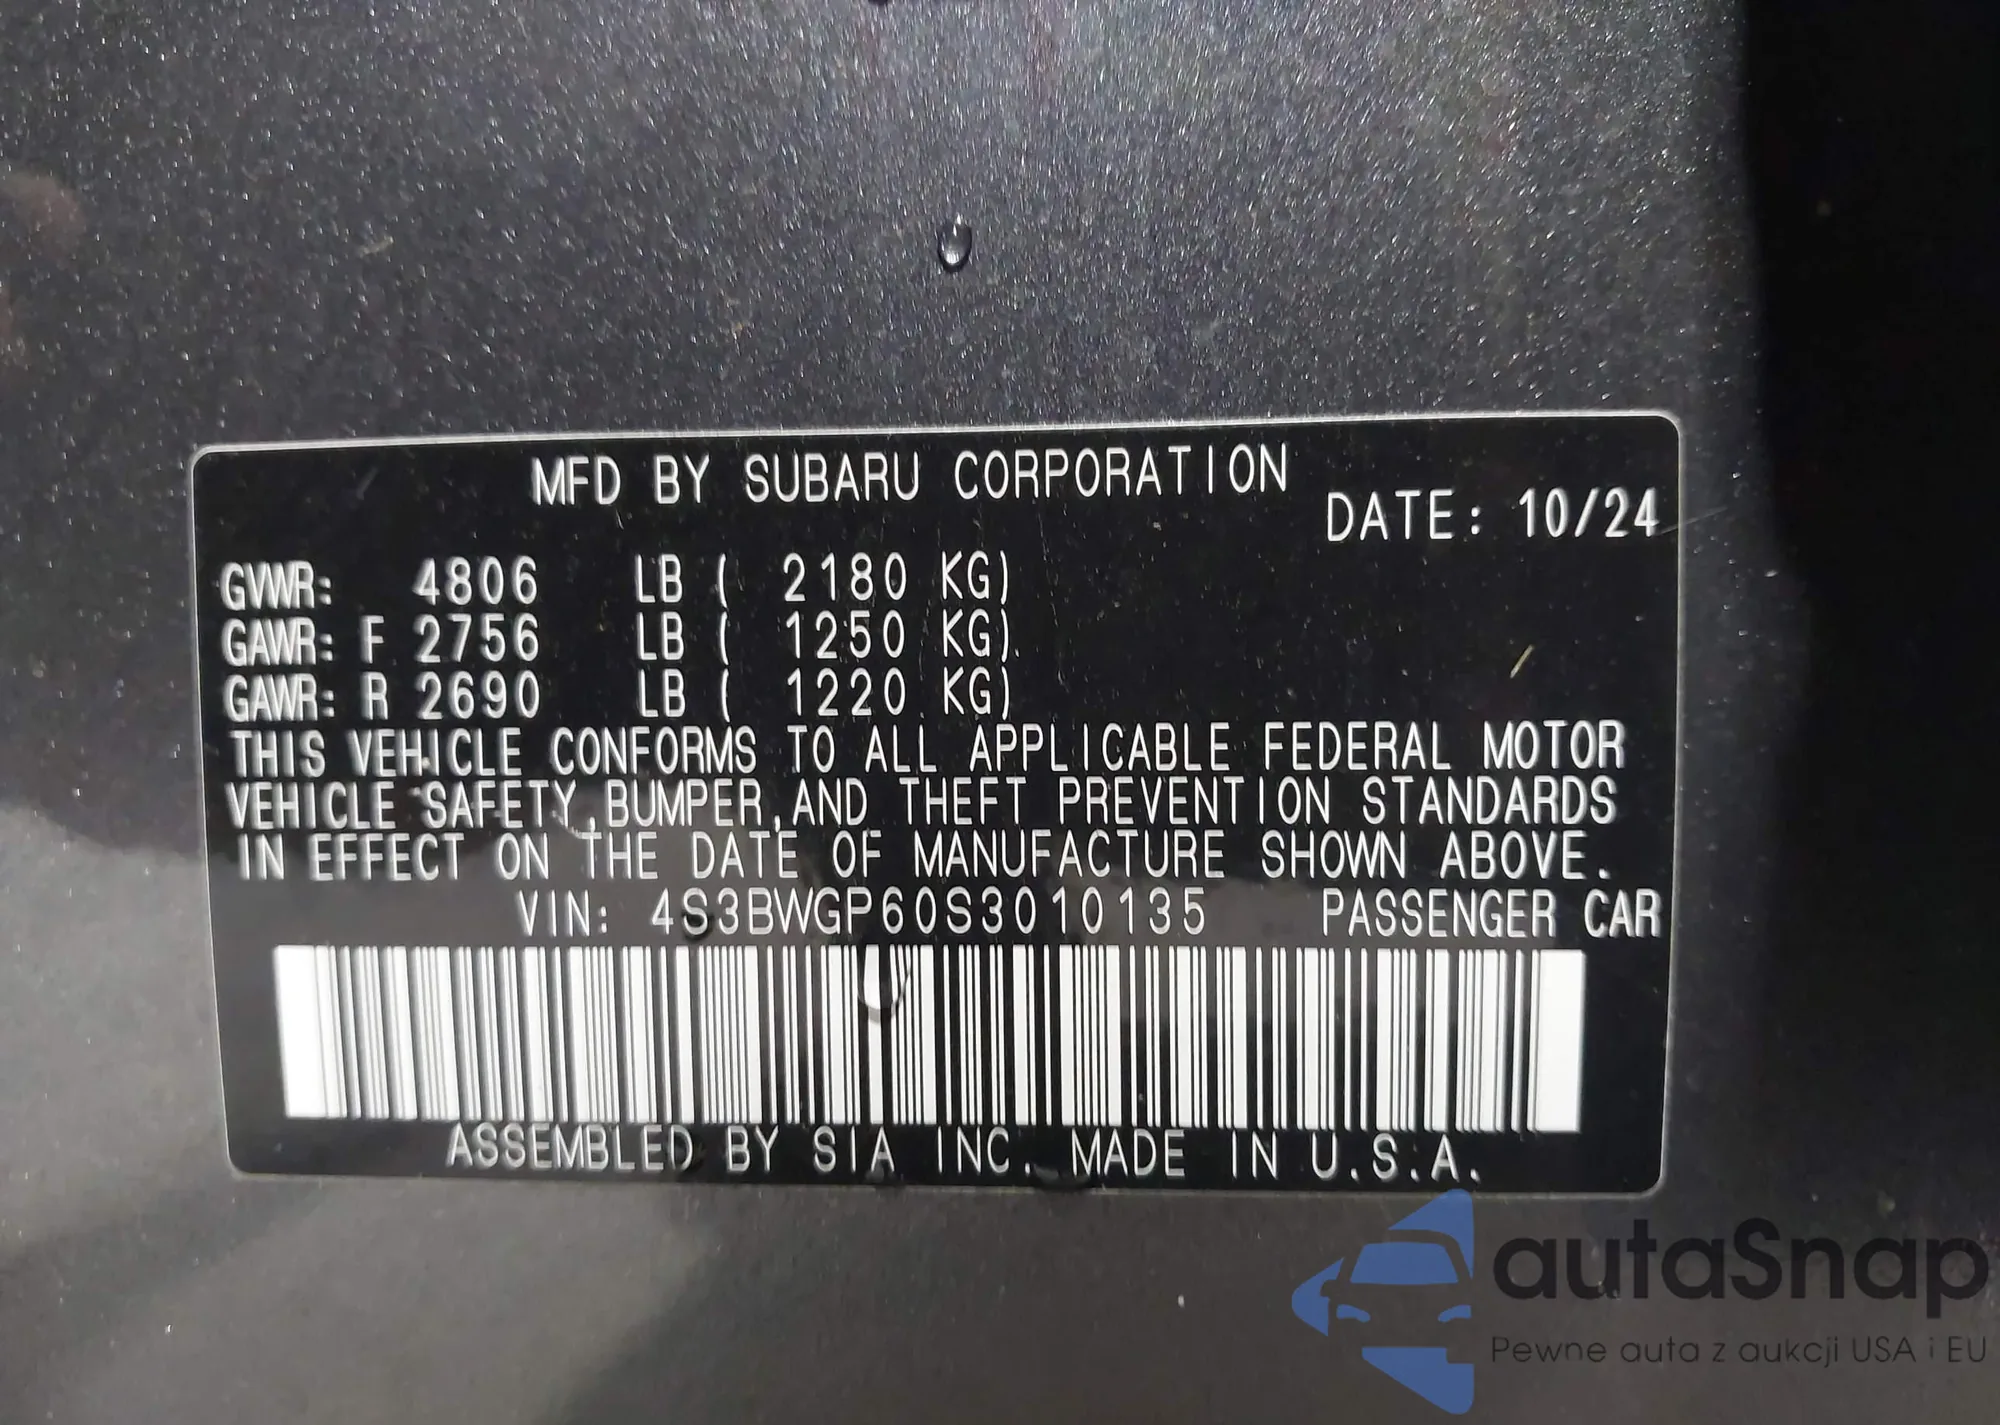 MFD BY SUBARU CORPORATION
DATE: 10/24
GVWR: 4806 LB ( 2180 KG)
GAWR: F 2756 LB ( 1250 KG)
GAWR: R 2690 LB ( 1220 KG)
THIS VEHICLE CONFORMS TO ALL APPLICABLE FEDERAL MOTOR
VEHICLE SAFETY,BUMPER,AND THEFT PREVENTION STANDARDS
IN EFFECT ON THE DATE OF MANUFACTURE SHOWN ABOVE.
VIN: 4S3BWGP60S3010135 PASSENGER CAR
ASSEMBLED BY SIA INC. MADE IN U.S.A.
autaSnap
Pewne auta z aukcji USA i EU